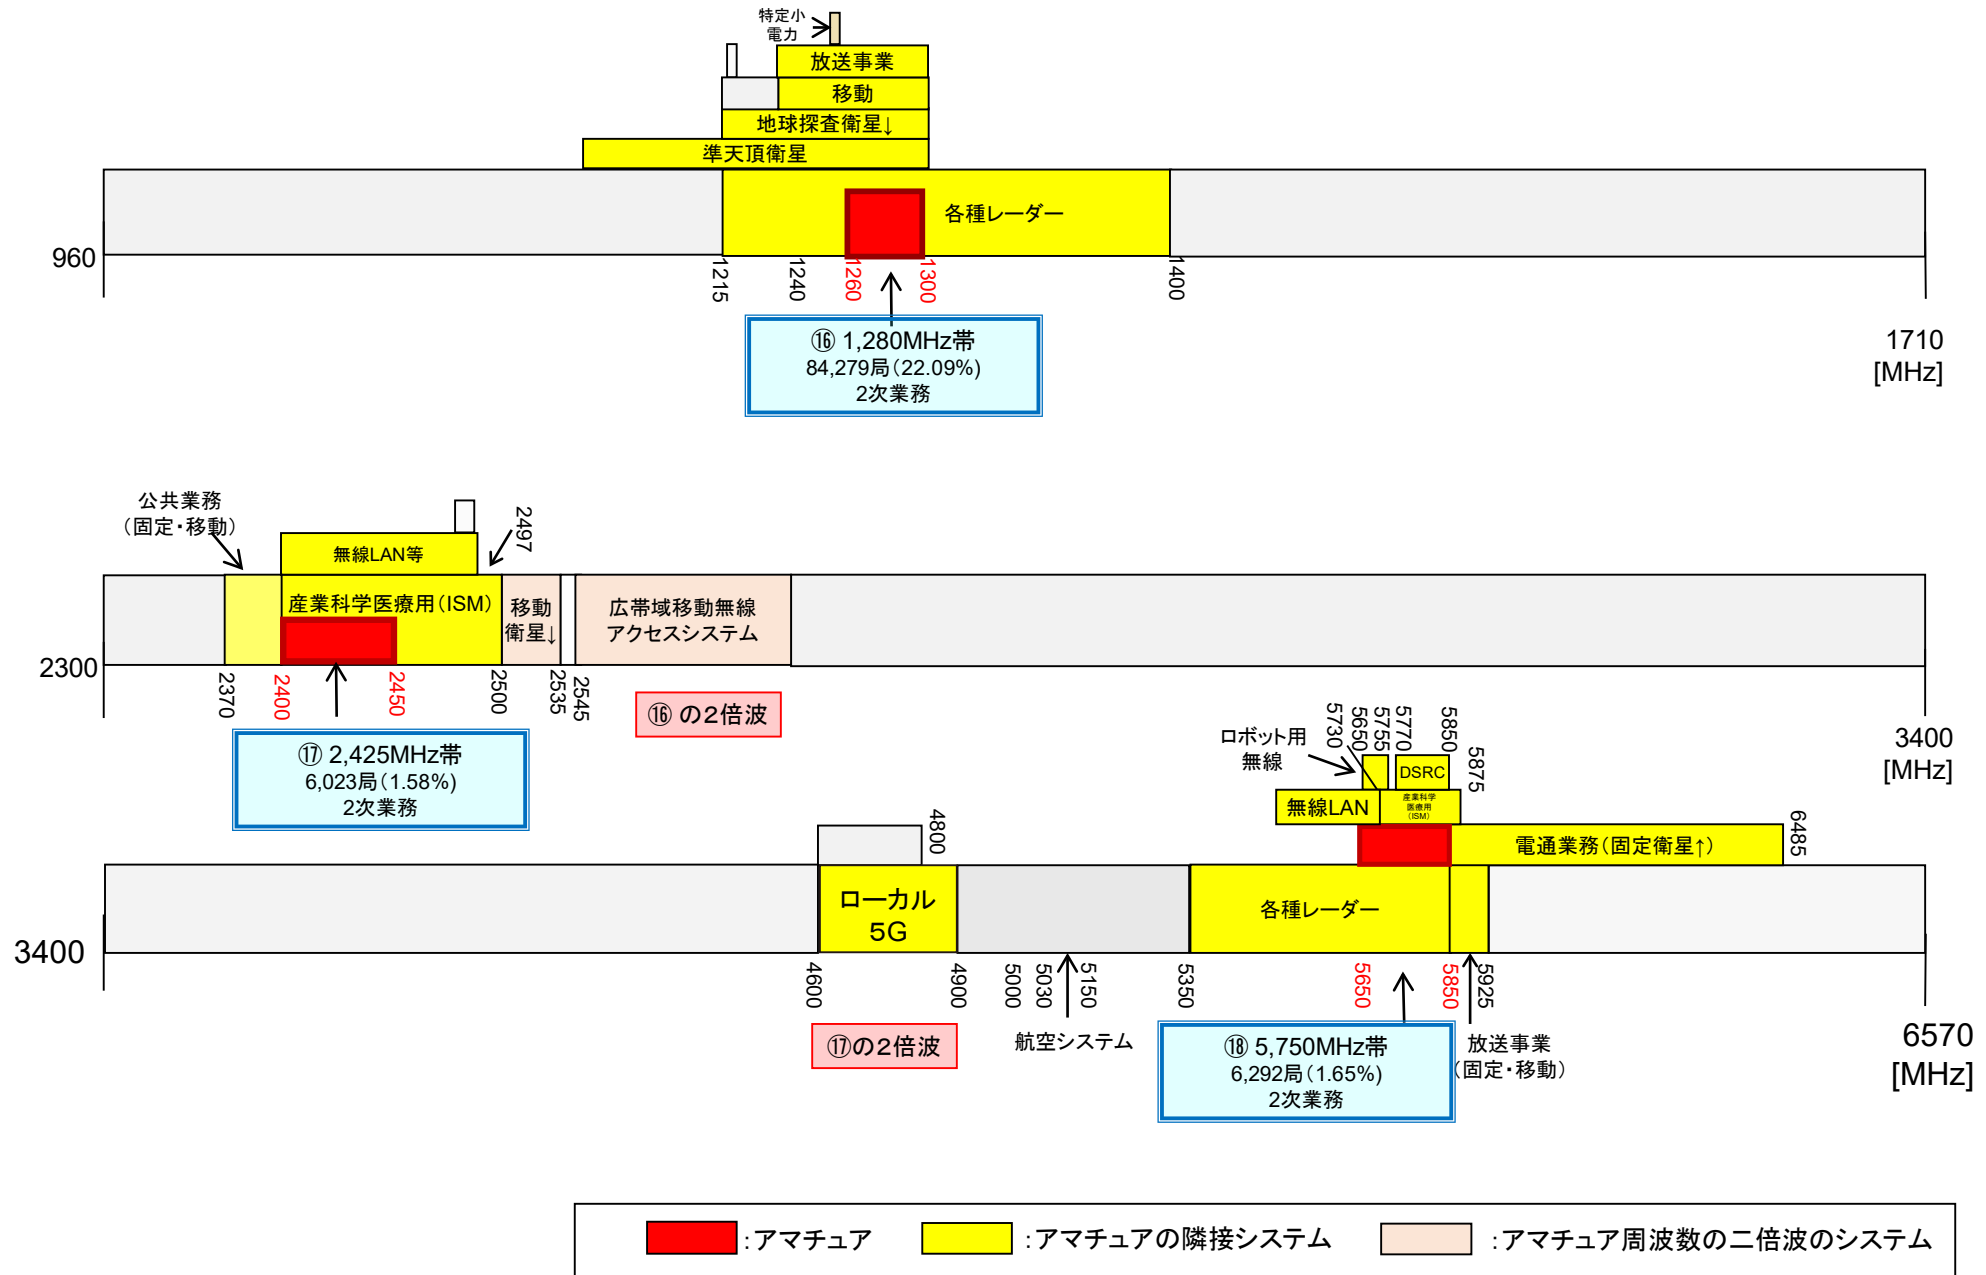 特定小
電力
放送事業
移動
地球探査衛星↓
準天頂衛星
各種レーダー
960
1215
1240
1260
1300
1400
1710
[MHz]
⑯ 1,280MHz帯
84,279局(22.09%)
2次業務
公共業務
(固定・移動)
2497
無線LAN等
産業科学医療用(ISM)
移動
衛星↓
広帯域移動無線
アクセスシステム
2300
2370
2400
2450
2500
2535
2545
⑯ の2倍波
3400
[MHz]
⑰ 2,425MHz帯
6,023局(1.58%)
2次業務
ロボット用
無線
5730
5650
5755
5770
5850
5875
DSRC
無線LAN
産業科学
医療用
(ISM)
4800
電通業務(固定衛星↑)
6485
ローカル
5G
各種レーダー
3400
4600
4900
5000
5030
5150
5350
5650
5850
5925
⑰の2倍波
航空システム
⑱ 5,750MHz帯
6,292局(1.65%)
2次業務
放送事業
(固定・移動)
6570
[MHz]
:アマチュア
:アマチュアの隣接システム
:アマチュア周波数の二倍波のシステム